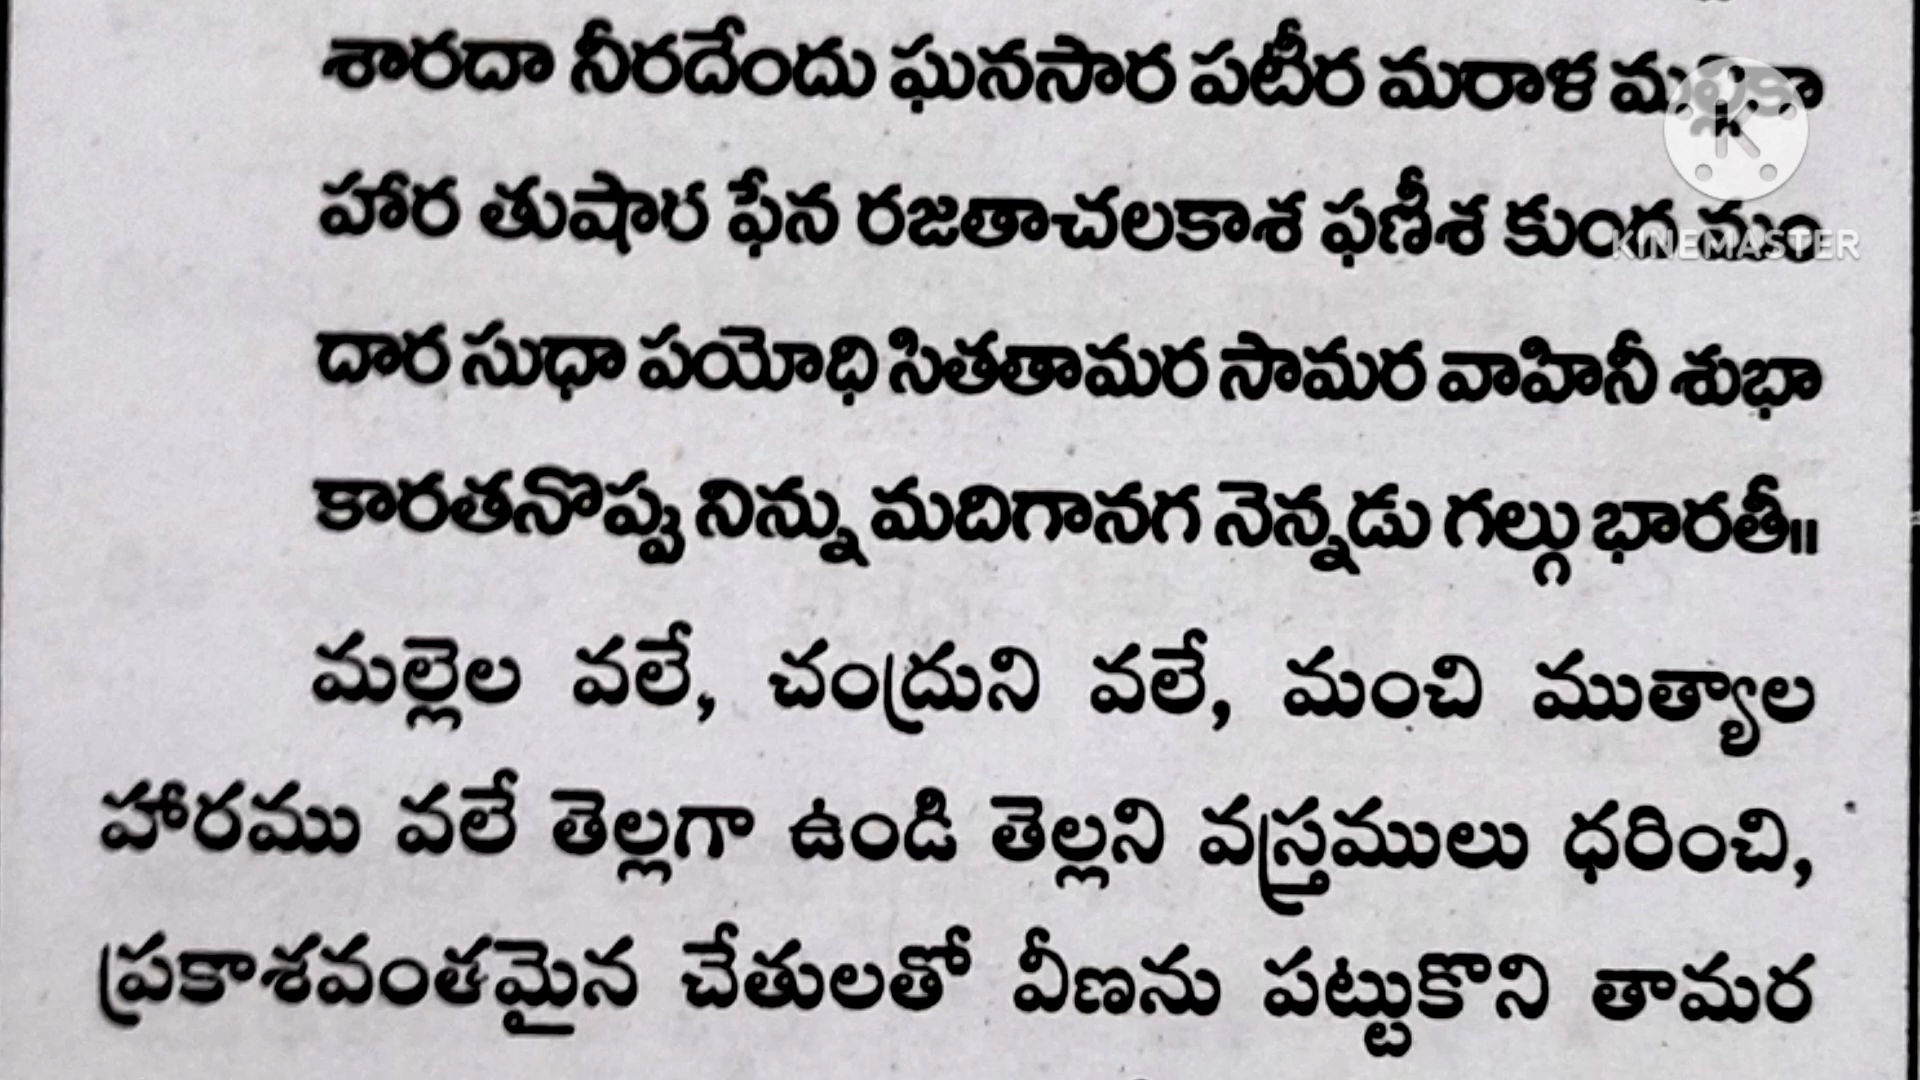 శారదా నీరదేందు ఘనసార పటీర మరాళ మల్లికా
హార తుషార ఫేన రజతాచలకాశ ఫణీశ కుంద మం
దార సుధా పయోధి సితతామర సామర వాహినీ శుభా
కారతనొప్పు నిన్ను మదిగానగ నెన్నడు గల్గు భారతీ॥
మల్లెల వలే, చంద్రుని వలే, మంచి ముత్యాల
హారము వలే తెల్లగా ఉండి తెల్లని వస్త్రములు ధరించి,
ప్రకాశవంతమైన చేతులతో వీణను పట్టుకొని తామర
K
KINEMASTER